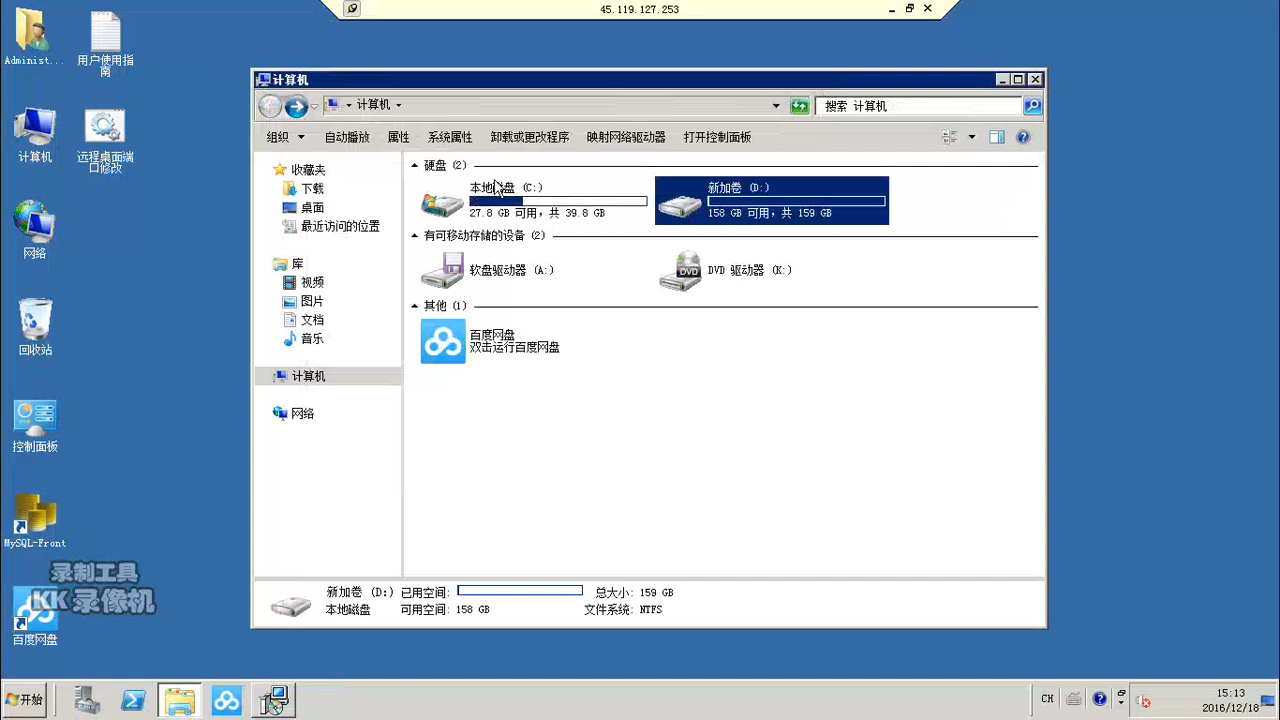 45.119.127.253
Administ...
用户使用指
南
计算机
远程桌面端
口修改
网络
回收站
控制面板
MySQL-Front
录制工具
KK录像机
百度网盘
计算机
计算机
搜索 计算机
组织
自动播放
属性
系统属性
卸载或更改程序
映射网络驱动器
打开控制面板
收藏夹
下载
桌面
最近访问的位置
库
视频
图片
文档
音乐
计算机
网络
硬盘 (2)
本地磁盘 (C:)
27.8 GB 可用，共 39.8 GB
新加卷 (D:)
158 GB 可用，共 159 GB
有可移动存储的设备 (2)
软盘驱动器 (A:)
DVD
DVD 驱动器 (K:)
其他 (1)
百度网盘
双击运行百度网盘
新加卷 (D:) 已用空间: 总大小: 159 GB
本地磁盘 可用空间: 158 GB 文件系统: NTFS
开始
CH
15:13
2016/12/18